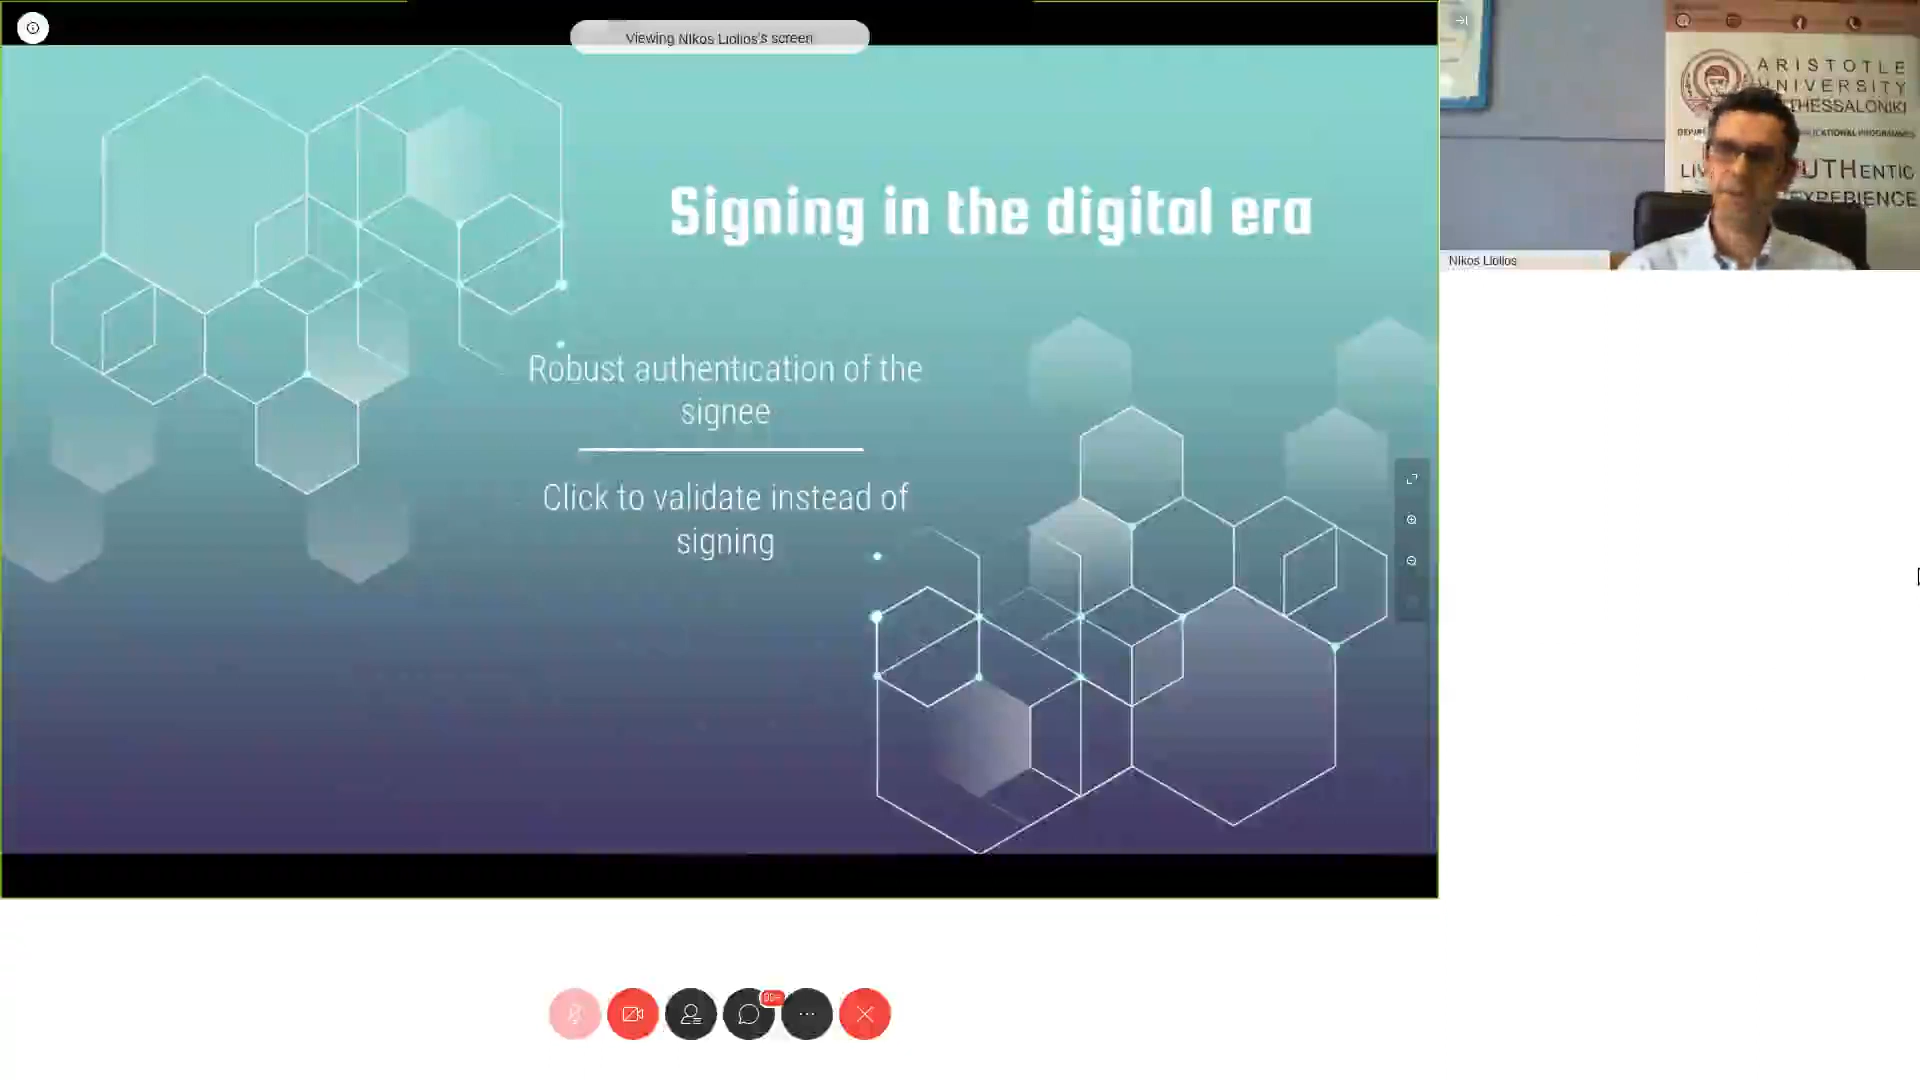 Viewing Nikos Liolios's screen
Signing in the digital era
Robust authentication of the
signee
Click to validate instead of
signing
ARISTOTLE
UNIVERSITY
THESSALONIKI
UTHENTIC
EXPERIENCE
Nikos Liolios
99+